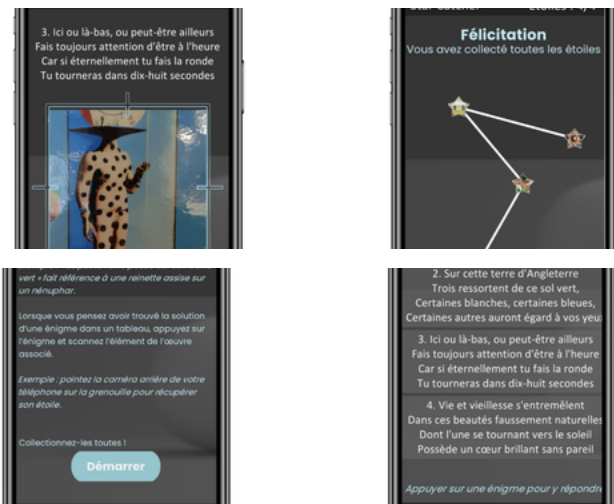 3. Ici ou là-bas, ou peut-être ailleurs
Fais toujours attention d'être à l'heure
Car si éternellement tu fais la ronde
Tu tourneras dans dix-huit secondes
Félicitation
Vous avez collecté toutes les étoiles
vert » fait référence à une reinette assise sur
un nénuphar.
Lorsque vous pensez avoir trouvé la solution
d'une énigme dans un tableau, appuyez sur
l'énigme et scannez l'élément de l'œuvre
associé.
Exemple : pointez la caméra arrière de votre
téléphone sur la grenouille pour récupérer
son étoile.
Collectionnez-les toutes !
Démarrer
2. Sur cette terre d'Angleterre
Trois ressortent de ce sol vert,
Certaines blanches, certaines bleues,
Certaines autres auront égard à vos yeux
3. Ici ou là-bas, ou peut-être ailleurs
Fais toujours attention d'être à l'heure
Car si éternellement tu fais la ronde
Tu tourneras dans dix-huit secondes
4. Vie et vieillesse s'entremêlent
Dans ces beautés faussement naturelles
Dont l'une se tournant vers le soleil
Possède un cœur brillant sans pareil
Appuyer sur une énigme pour y répondre